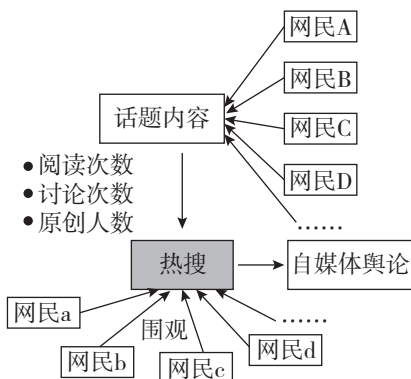 网民A
网民B
话题内容
网民C
网民D
●阅读次数
●讨论次数
●原创人数
……
热搜
自媒体舆论
网民a
围观
……
网民b
网民c
网民d